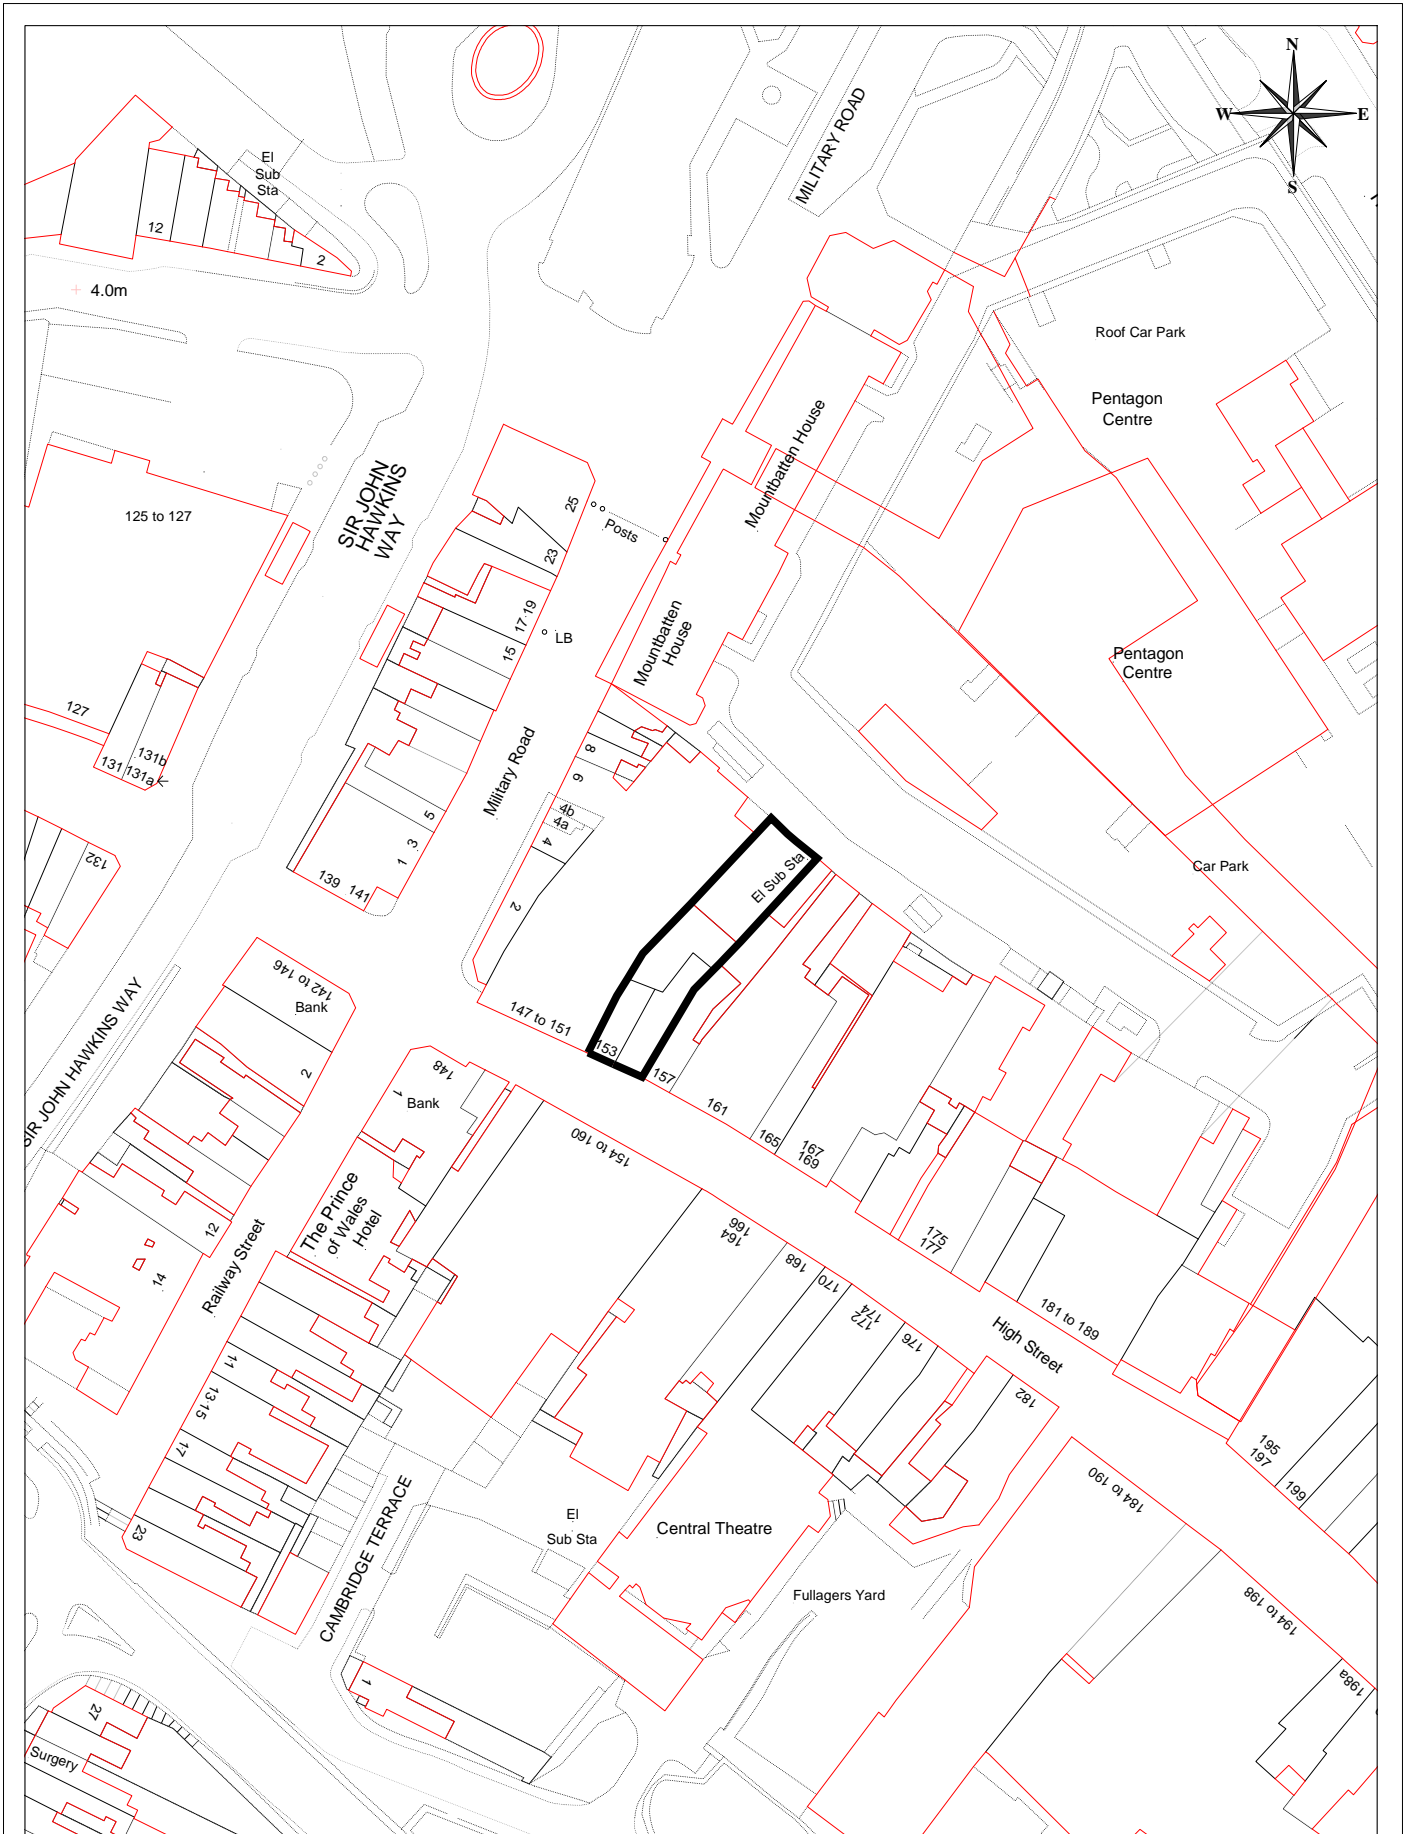 N
W
E
S
MILITARY ROAD
El
Sub
Sta
12
2
4.0m
Roof Car Park
Pentagon
Centre
Mountbatten House
SIR JOHN
HAWKINS
WAY
125 to 127
25
Posts
23
17-19
LB
15
Mountbatten
House
Pentagon
Centre
127
131b
131
131a
Military Road
8
6
4b
4a
4
5
3
1
132
139
141
2
El Sub Sta
Car Park
142 to 146
Bank
147 to 151
153
157
SIR JOHN HAWKINS WAY
2
148
1
Bank
161
165
167
169
154 to 160
The Prince
of Wales
Hotel
12
Railway Street
14
166
164
168
170
175
177
181 to 189
174
172
176
High Street
11
13-15
17
23
182
195
197
199
184 to 190
CAMBRIDGE TERRACE
El
Sub Sta
Central Theatre
Fullagers Yard
194 to 198
198a
1
27
Surgery